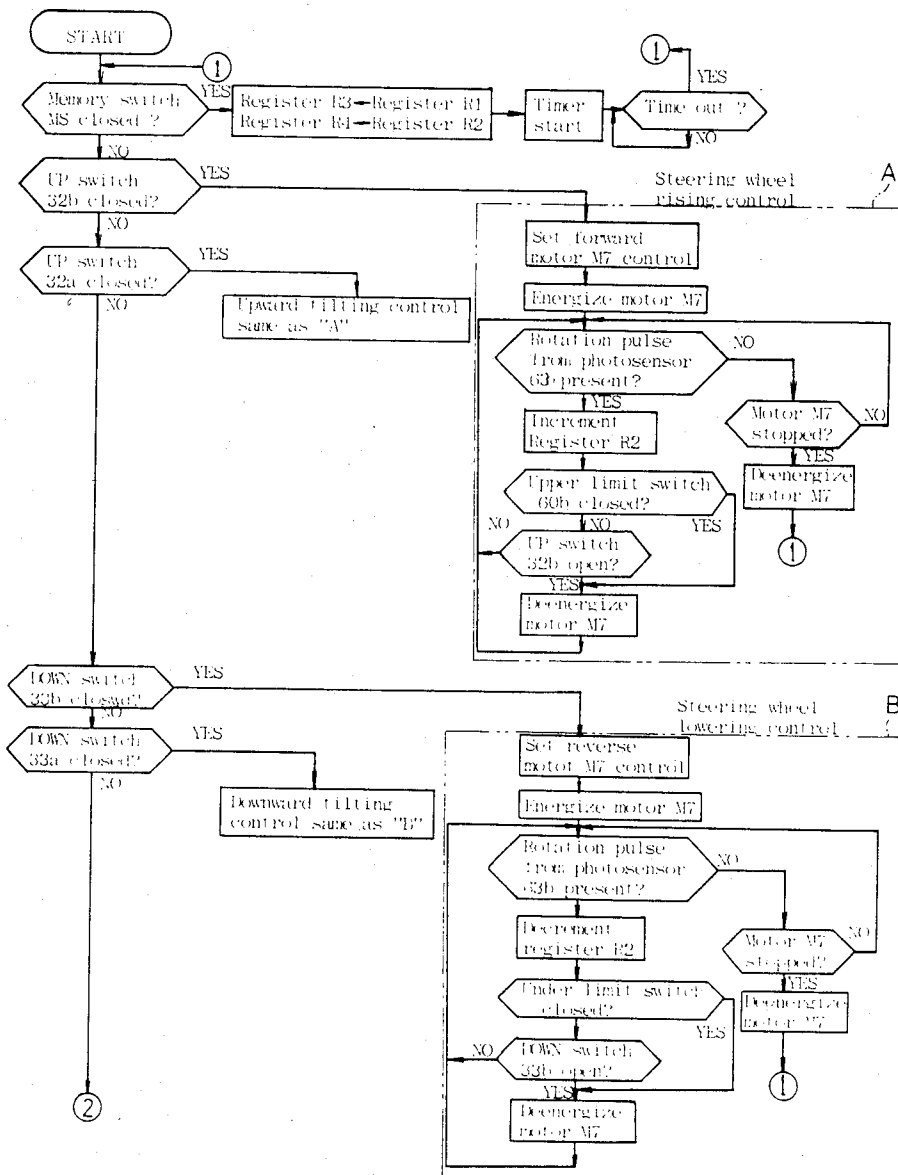 START
1
1
Memory switch
MS closed ?
YES
Register R3←Register R1
Register R4←Register R2
Timer
start
Time out ?
YES
NO
NO
UP switch
32b closed?
YES
Steering wheel
rising control
A
NO
Set forward
motor M7 control
UP switch
32a closed?
YES
NO
Upward tilting control
same as "A"
Energize motor M7
Rotation pulse
from photosensor
63b present?
NO
YES
Motor M7
stopped?
NO
Increment
Register R2
YES
Deenergize
motor M7
Upper limit switch
60b closed?
NO
NO
YES
UP switch
32b open?
1
YES
Deenergize
motor M7
DOWN switch
33b closwd?
YES
NO
Steering wheel
lowering control
B
DOWN switch
33a closed?
YES
NO
Set reverse
motot M7 control
Downward tilting
control same as "B"
Energize motor M7
Rotation pulse
from photosensor
63b present?
NO
Decrement
register R2
Motor M7
stopped?
NO
YES
Under limit switch
closed?
Deenergize
motor M7
YES
NO
DOWN switch
33b open?
1
2
YES
Deenergize
motor M7